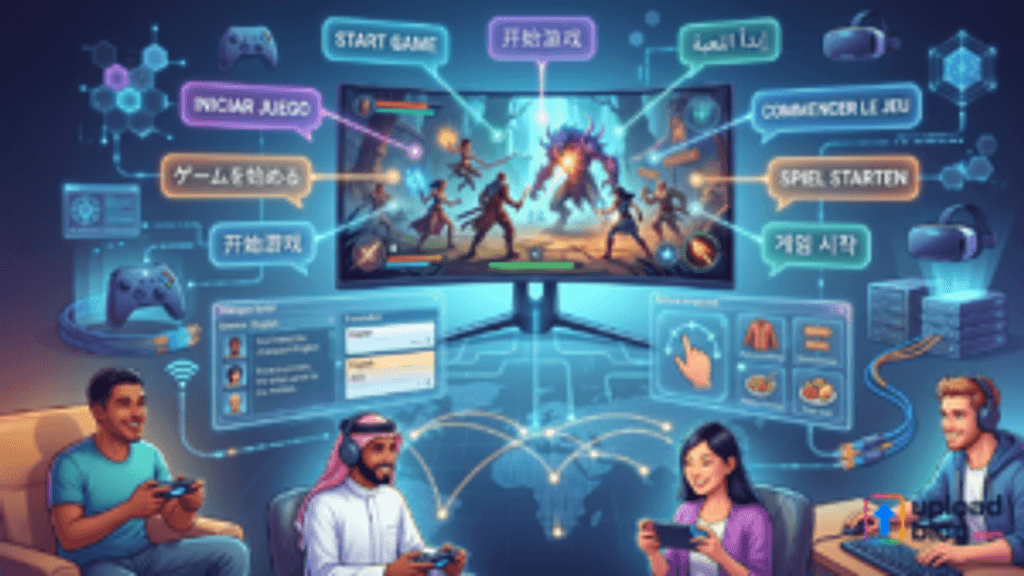 START GAME
开始游戏
إبدأ اللعبة
INICIAR JUEGO
COMMENCER LE JEU
ゲームを始める
SPIEL STARTEN
开始游戏
게임 시작
upload
blog